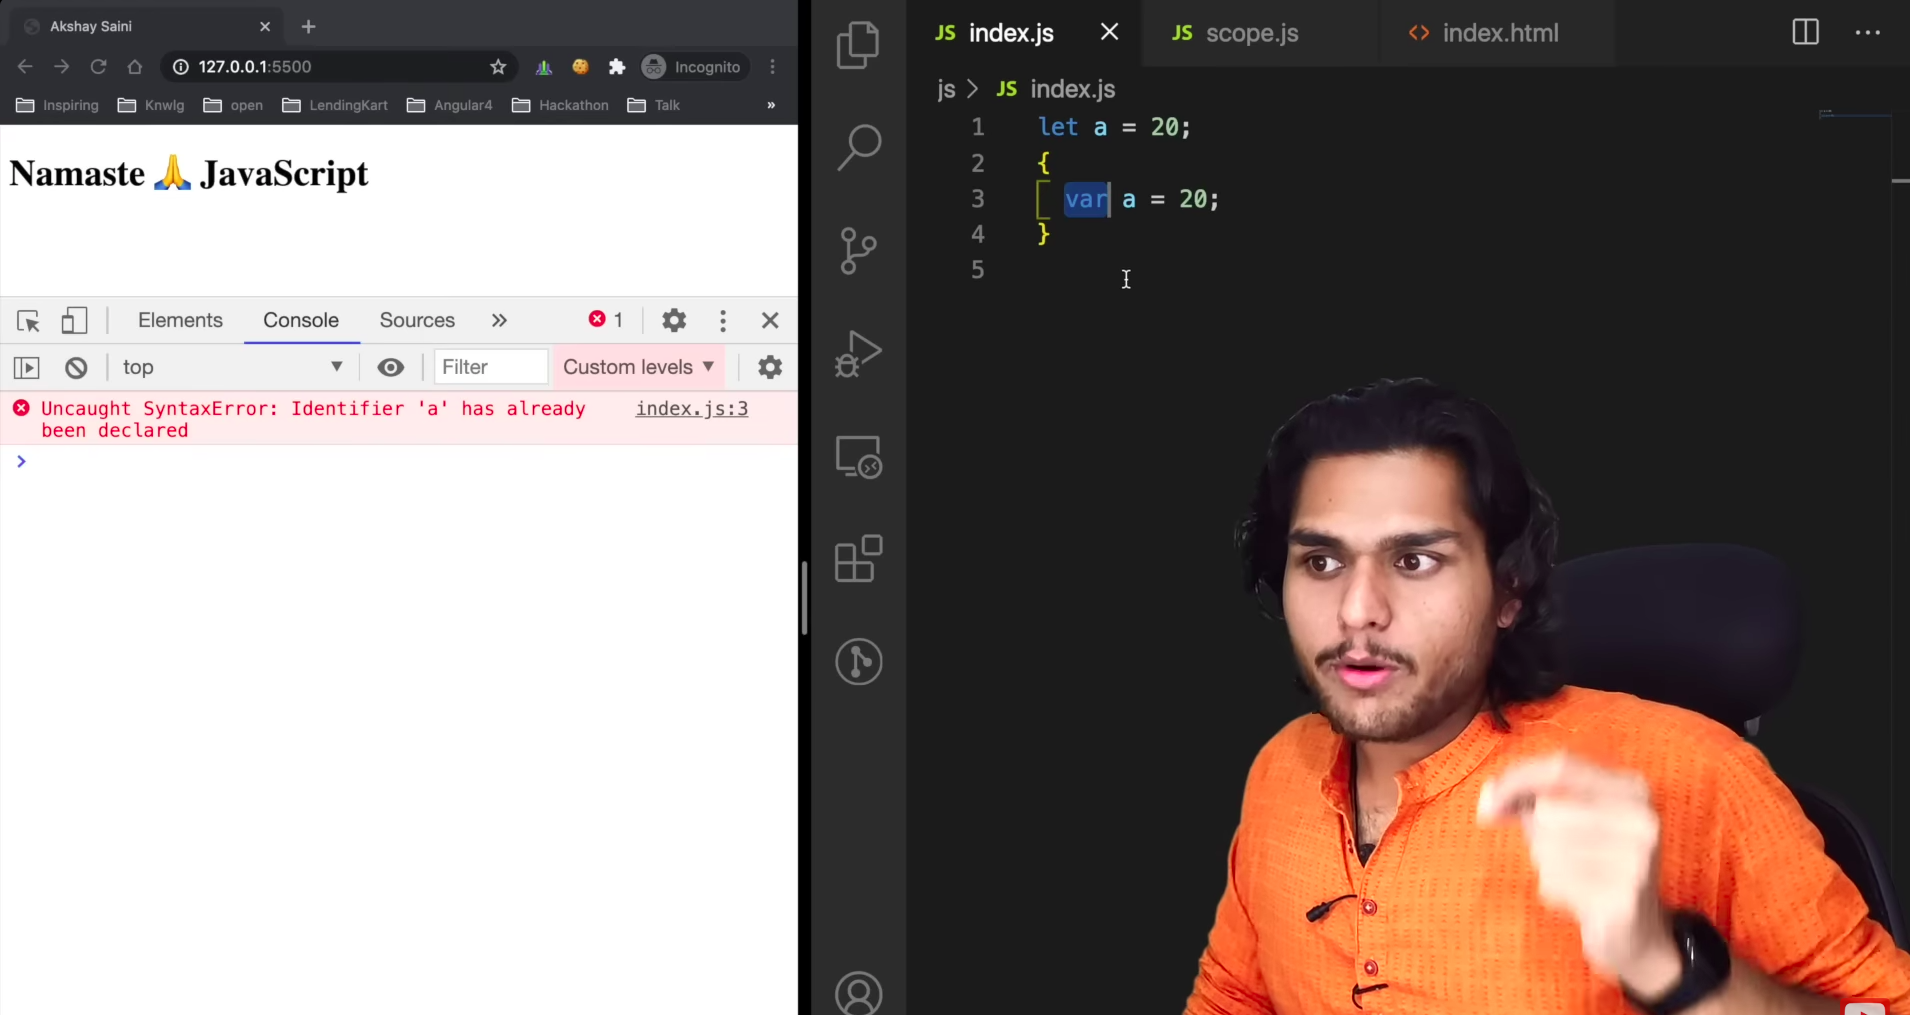 Akshay Saini
127.0.0.1:5500
Incognito
Inspiring Knwlg open LendingKart Angular4 Hackathon Talk »
Namaste 🙏 JavaScript
Elements Console Sources » 1
top Filter Custom levels
Uncaught SyntaxError: Identifier 'a' has already index.js:3
been declared
>
JS index.js JS scope.js <> index.html
js > JS index.js
1 let a = 20;
2 {
3 var a = 20;
4 }
5